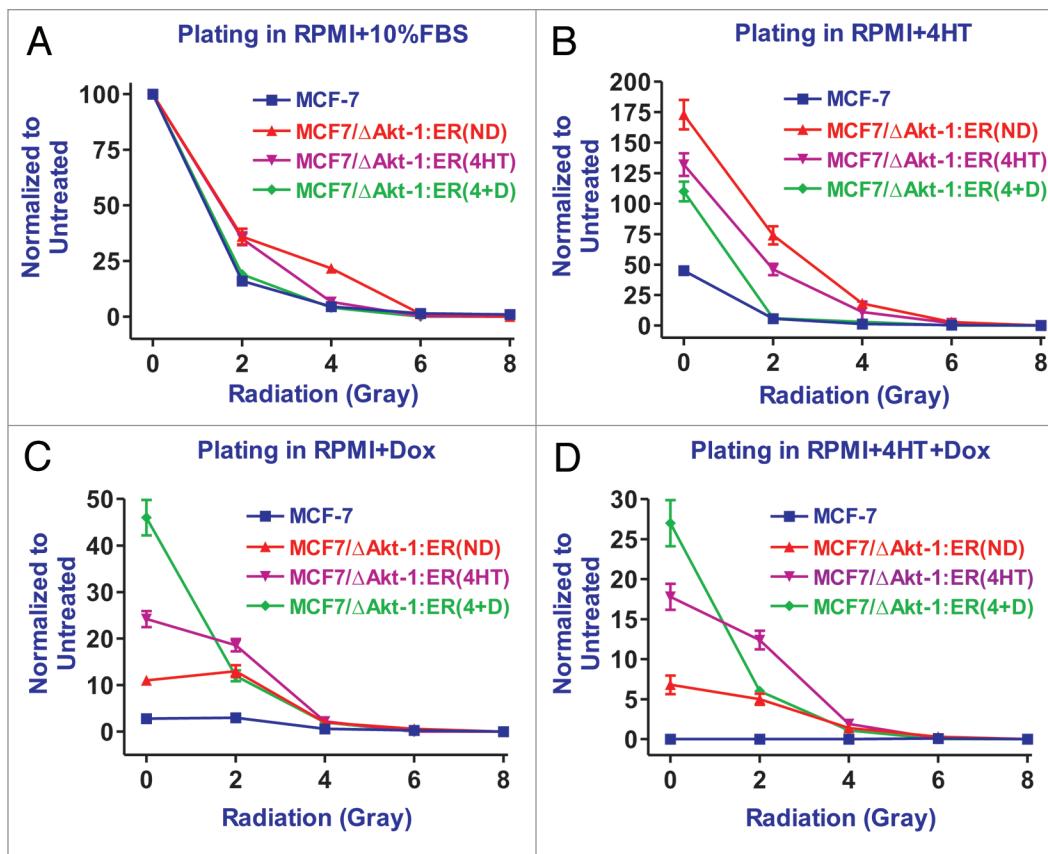 A
Plating in RPMI+10%FBS
Normalized to
Untreated
100
75
50
25
0
MCF-7
MCF7/ΔAkt-1:ER(ND)
MCF7/ΔAkt-1:ER(4HT)
MCF7/ΔAkt-1:ER(4+D)
0 2 4 6 8
Radiation (Gray)
B
Plating in RPMI+4HT
Normalized to
Untreated
200
175
150
125
100
75
50
25
0
MCF-7
MCF7/ΔAkt-1:ER(ND)
MCF7/ΔAkt-1:ER(4HT)
MCF7/ΔAkt-1:ER(4+D)
0 2 4 6 8
Radiation (Gray)
C
Plating in RPMI+Dox
Normalized to
Untreated
50
40
30
20
10
0
MCF-7
MCF7/ΔAkt-1:ER(ND)
MCF7/ΔAkt-1:ER(4HT)
MCF7/ΔAkt-1:ER(4+D)
0 2 4 6 8
Radiation (Gray)
D
Plating in RPMI+4HT+Dox
Normalized to
Untreated
30
25
20
15
10
5
0
MCF-7
MCF7/ΔAkt-1:ER(ND)
MCF7/ΔAkt-1:ER(4HT)
MCF7/ΔAkt-1:ER(4+D)
0 2 4 6 8
Radiation (Gray)